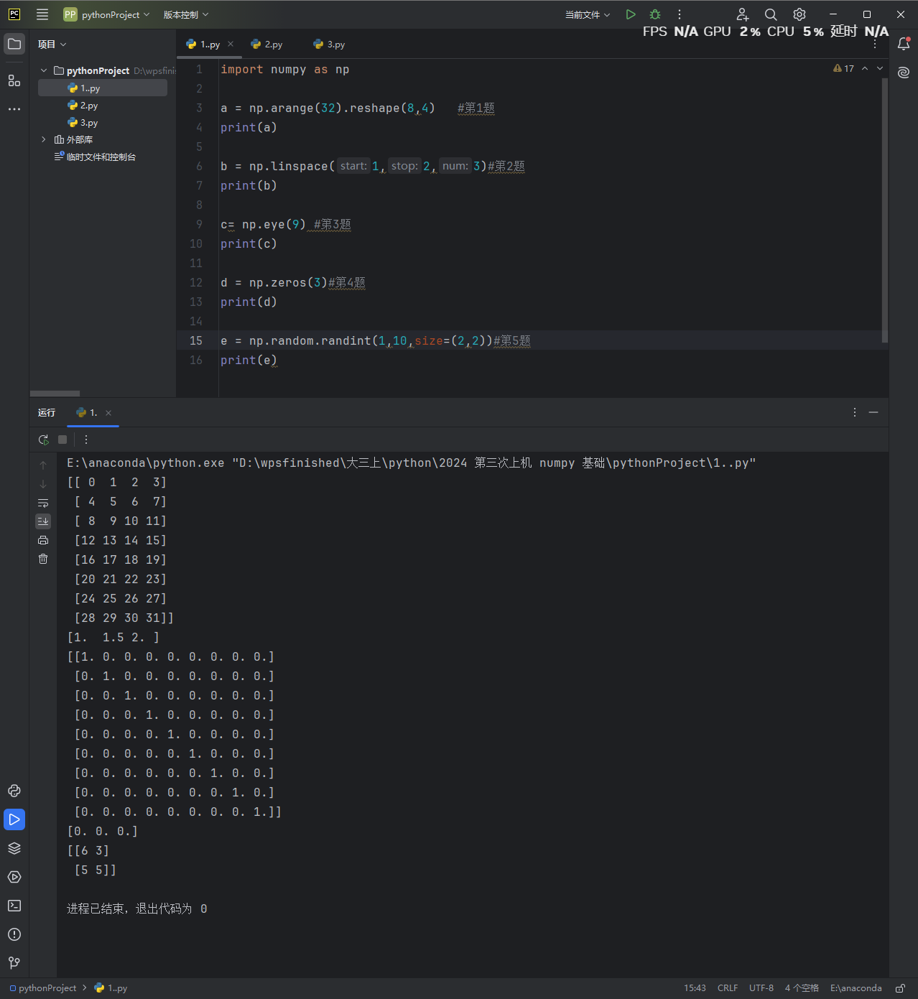 PC PP pythonProject 版本控制 当前文件
FPS N/A GPU 2% CPU 5% 延时 N/A
项目
1..py 2.py 3.py
pythonProject D:\wpsfini
1..py
2.py
3.py
外部库
临时文件和控制台
17
1 import numpy as np
2
3 a = np.arange(32).reshape(8,4)   #第1题
4 print(a)
5
6 b = np.linspace( start: 1, stop: 2, num: 3)#第2题
7 print(b)
8
9 c= np.eye(9) #第3题
10 print(c)
11
12 d = np.zeros(3)#第4题
13 print(d)
14
15 e = np.random.randint(1,10,size=(2,2))#第5题
16 print(e)
运行 1.
E:\anaconda\python.exe "D:\wpsfinished\大三上\python\2024 第三次上机 numpy 基础\pythonProject\1..py"
[[ 0  1  2  3]
 [ 4  5  6  7]
 [ 8  9 10 11]
 [12 13 14 15]
 [16 17 18 19]
 [20 21 22 23]
 [24 25 26 27]
 [28 29 30 31]]
[1.  1.5 2. ]
[[1. 0. 0. 0. 0. 0. 0. 0. 0.]
 [0. 1. 0. 0. 0. 0. 0. 0. 0.]
 [0. 0. 1. 0. 0. 0. 0. 0. 0.]
 [0. 0. 0. 1. 0. 0. 0. 0. 0.]
 [0. 0. 0. 0. 1. 0. 0. 0. 0.]
 [0. 0. 0. 0. 0. 1. 0. 0. 0.]
 [0. 0. 0. 0. 0. 0. 1. 0. 0.]
 [0. 0. 0. 0. 0. 0. 0. 1. 0.]
 [0. 0. 0. 0. 0. 0. 0. 0. 1.]]
[0. 0. 0.]
[[6 3]
 [5 5]]
进程已结束，退出代码为 0
pythonProject 1..py 15:43 CRLF UTF-8 4 个空格 E:\anaconda